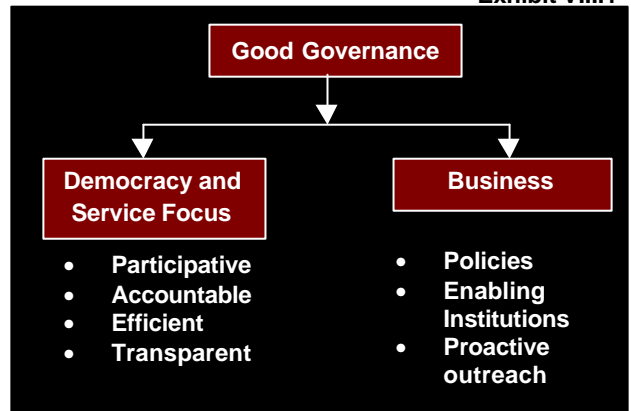 Good Governance
Democracy and
Service Focus
• Participative
• Accountable
• Efficient
• Transparent
Business
• Policies
• Enabling
Institutions
• Proactive
outreach